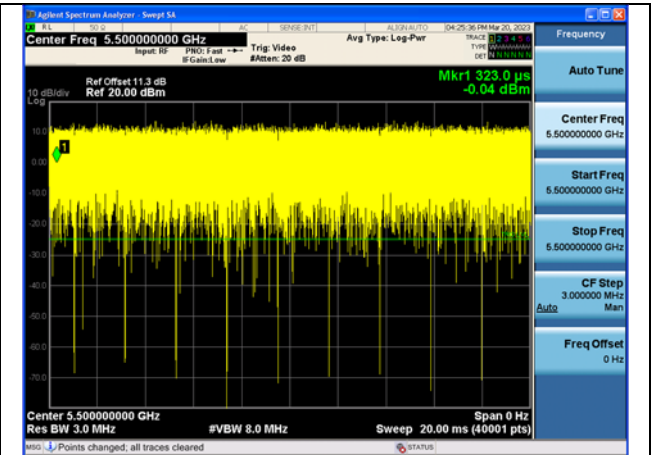 Agilent Spectrum Analyzer - Swept SA
RL 50 Ω AC SENSE:INT ALIGN AUTO 04:25:36 PM Mar 20, 2023
Center Freq 5.500000000 GHz
Input: RF PNO: Fast Trig: Video Avg Type: Log-Pwr TRACE 1 2 3 4 5 6
IFGain:Low #Atten: 20 dB TYPE
DET N N N N N N
Ref Offset 11.3 dB Mkr1 323.0 µs
10 dB/div Ref 20.00 dBm -0.04 dBm
Log
10.0
1
0.00
-10.0
-20.0
-30.0
-40.0
-50.0
-60.0
-70.0
Center 5.500000000 GHz Span 0 Hz
Res BW 3.0 MHz #VBW 8.0 MHz Sweep 20.00 ms (40001 pts)
MSG Points changed; all traces cleared STATUS
Frequency
Auto Tune
Center Freq
5.500000000 GHz
Start Freq
5.500000000 GHz
Stop Freq
5.500000000 GHz
CF Step
3.000000 MHz
Auto Man
Freq Offset
0 Hz